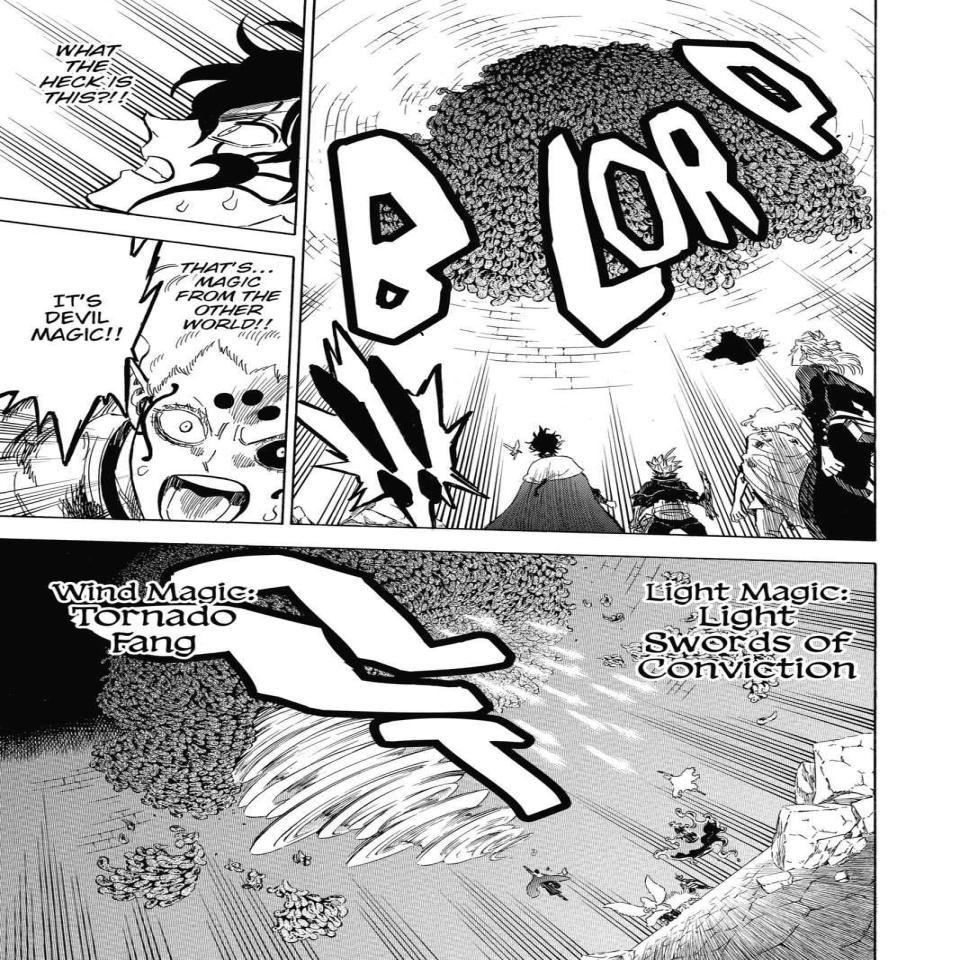 BLORP
WHAT
THE
HECK IS
THIS?!!
THAT'S...
MAGIC
FROM THE
OTHER
WORLD!!
IT'S
DEVIL
MAGIC!!
Light Magic:
Light
Swords of
Conviction
Wind Magic:
Tornado
Fang